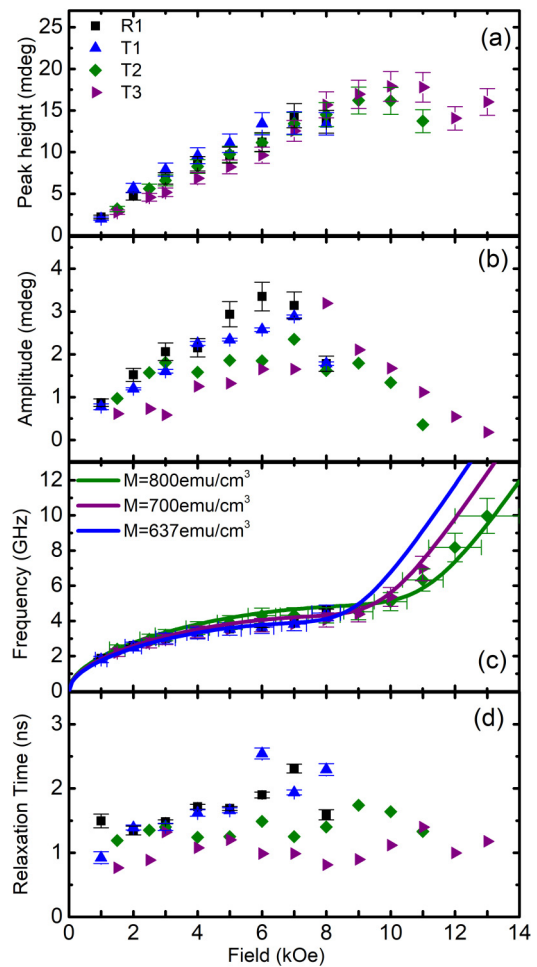 R1
T1
T2
T3
(a)
Peak height (mdeg)
25
20
15
10
5
0
(b)
Amplitude (mdeg)
4
3
2
1
0
M=800emu/cm³
M=700emu/cm³
M=637emu/cm³
(c)
Frequency (GHz)
12
10
8
6
4
2
0
(d)
Relaxation Time (ns)
3
2
1
0
0 2 4 6 8 10 12 14
Field (kOe)